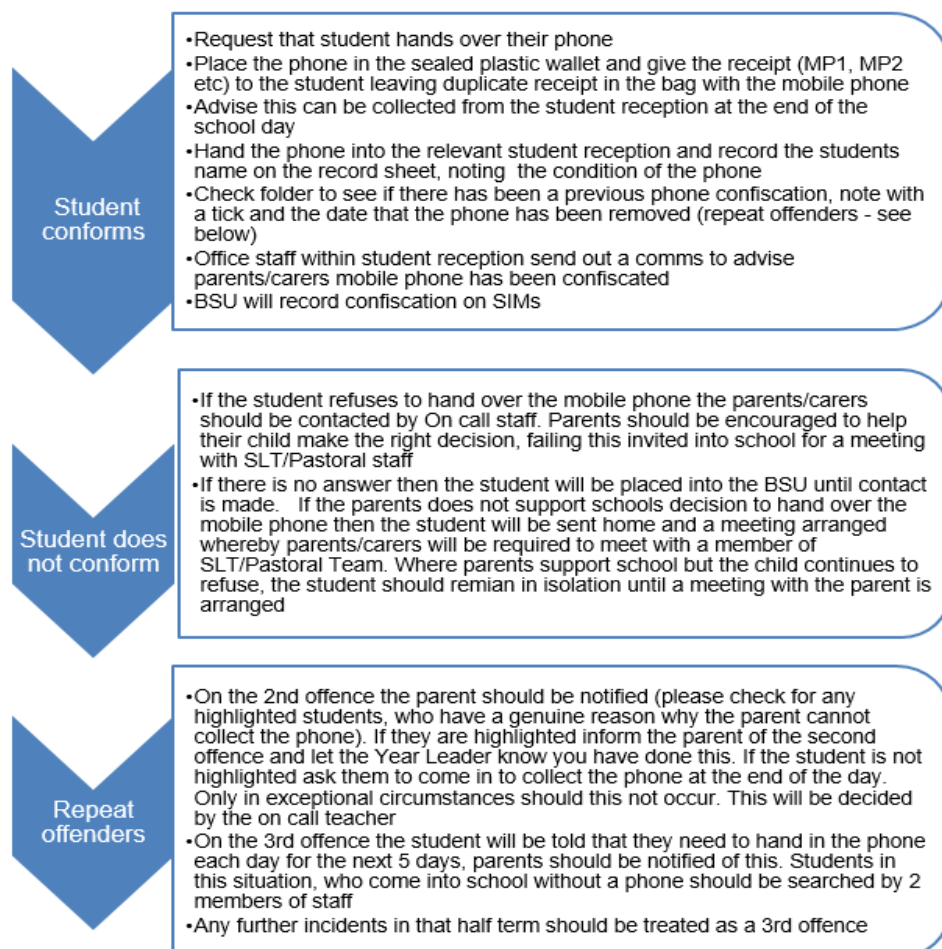 Student
conforms
•Request that student hands over their phone
•Place the phone in the sealed plastic wallet and give the receipt (MP1, MP2
etc) to the student leaving duplicate receipt in the bag with the mobile phone
•Advise this can be collected from the student reception at the end of the
school day
•Hand the phone into the relevant student reception and record the students
name on the record sheet, noting  the condition of the phone
•Check folder to see if there has been a previous phone confiscation, note with
a tick and the date that the phone has been removed (repeat offenders - see
below)
•Office staff within student reception send out a comms to advise
parents/carers mobile phone has been confiscated
•BSU will record confiscation on SIMs
Student does
not conform
•If the student refuses to hand over the mobile phone the parents/carers
should be contacted by On call staff. Parents should be encouraged to help
their child make the right decision, failing this invited into school for a meeting
with SLT/Pastoral staff
•If there is no answer then the student will be placed into the BSU until contact
is made.   If the parents does not support schools decision to hand over the
mobile phone then the student will be sent home and a meeting arranged
whereby parents/carers will be required to meet with a member of
SLT/Pastoral Team. Where parents support school but the child continues to
refuse, the student should remian in isolation until a meeting with the parent is
arranged
Repeat
offenders
•On the 2nd offence the parent should be notified (please check for any
highlighted students, who have a genuine reason why the parent cannot
collect the phone). If they are highlighted inform the parent of the second
offence and let the Year Leader know you have done this. If the student is not
highlighted ask them to come in to collect the phone at the end of the day.
Only in exceptional circumstances should this not occur. This will be decided
by the on call teacher
•On the 3rd offence the student will be told that they need to hand in the phone
each day for the next 5 days, parents should be notified of this. Students in
this situation, who come into school without a phone should be searched by 2
members of staff
•Any further incidents in that half term should be treated as a 3rd offence